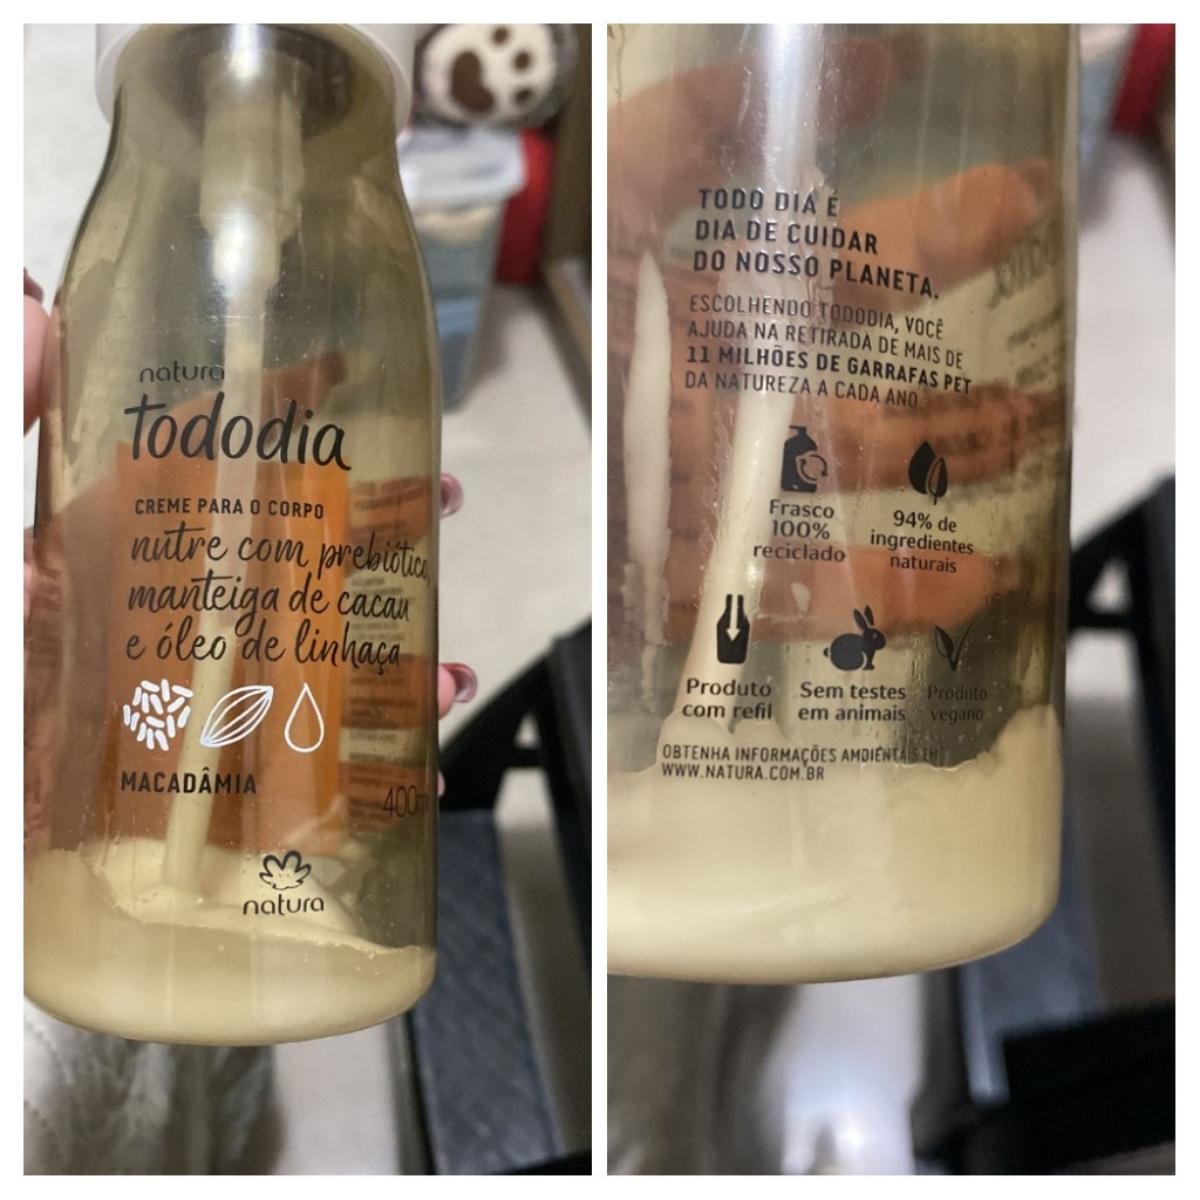 natura
tododia
CREME PARA O CORPO
nutre com prebiótico,
manteiga de cacau
e óleo de linhaça
MACADÂMIA
natura
TODO DIA É
DIA DE CUIDAR
DO NOSSO PLANETA.
ESCOLHENDO TODODIA, VOCÊ
AJUDA NA RETIRADA DE MAIS DE
11 MILHÕES DE GARRAFAS PET
DA NATUREZA A CADA ANO.
Frasco
100%
reciclado
94% de
ingredientes
naturais
Produto
com refil
Sem testes
em animais
Produto
vegano
OBTENHA INFORMAÇÕES AMBIENTAIS EM
WWW.NATURA.COM.BR